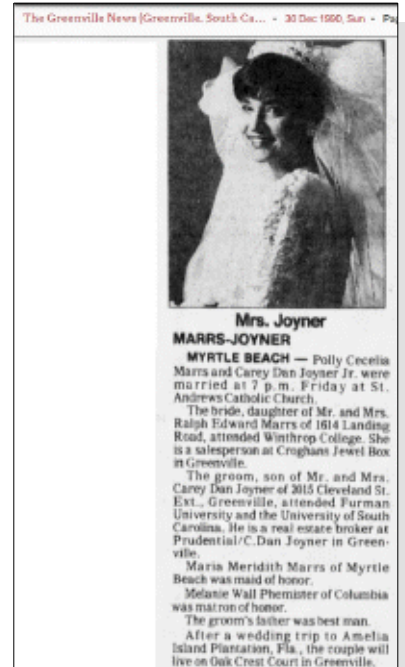 The Greenville News (Greenville, South Ca... • 30 Dec 1990, Sun • Pag
Mrs. Joyner
MARRS-JOYNER
MYRTLE BEACH — Polly Cecelia
Marrs and Carey Dan Joyner Jr. were
married at 7 p.m. Friday at St.
Andrews Catholic Church.
The bride, daughter of Mr. and Mrs.
Ralph Edward Marrs of 1614 Landing
Road, attended Winthrop College. She
is a salesperson at Croghans Jewel Box
in Greenville.
The groom, son of Mr. and Mrs.
Carey Dan Joyner of 2015 Cleveland St.
Ext., Greenville, attended Furman
University and the University of South
Carolina. He is a real estate broker at
Prudential/C.Dan Joyner in Green-
ville.
Maria Meridith Marrs of Myrtle
Beach was maid of honor.
Melanie Wall Phemister of Columbia
was matron of honor.
The groom's father was best man.
After a wedding trip to Amelia
Island Plantation, Fla., the couple will
live on Oak Crest Court in Greenville.